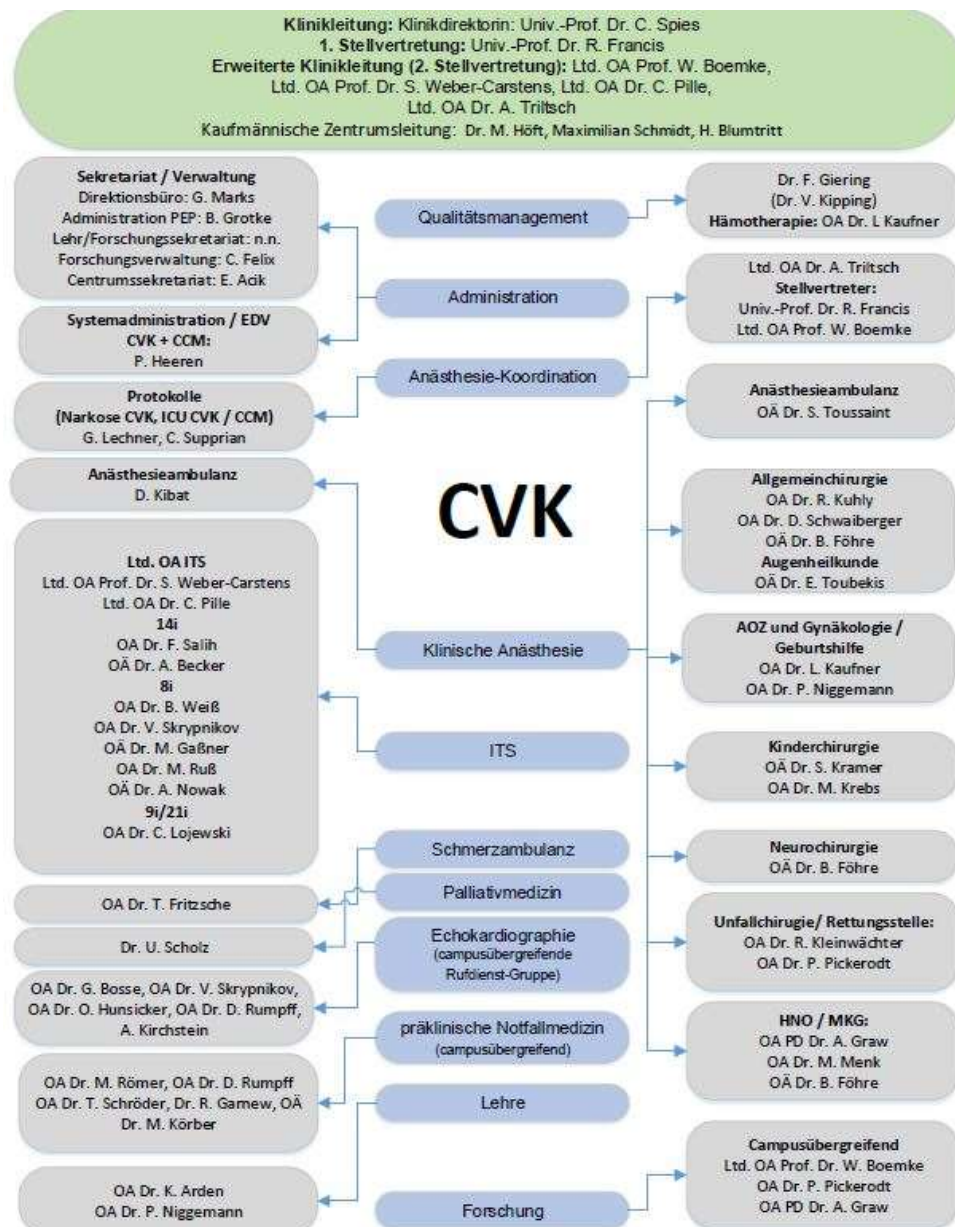 Klinikleitung: Klinikdirektorin: Univ.-Prof. Dr. C. Spies
1. Stellvertretung: Univ.-Prof. Dr. R. Francis
Erweiterte Klinikleitung (2. Stellvertretung): Ltd. OA Prof. W. Boemke,
Ltd. OA Prof. Dr. S. Weber-Carstens, Ltd. OA Dr. C. Pille,
Ltd. OA Dr. A. Triltsch
Kaufmännische Zentrumsleitung: Dr. M. Höft, Maximilian Schmidt, H. Blumtritt
Sekretariat / Verwaltung
Direktionsbüro: G. Marks
Administration PEP: B. Grotke
Lehr/Forschungssekretariat: n.n.
Forschungsverwaltung: C. Felix
Centrumssekretariat: E. Acik
Systemadministration / EDV
CVK + CCM:
P. Heeren
Protokolle
(Narkose CVK, ICU CVK / CCM)
G. Lechner, C. Supprian
Anästhesieambulanz
D. Kibat
Ltd. OA ITS
Ltd. OA Prof. Dr. S. Weber-Carstens
Ltd. OA Dr. C. Pille
14i
OA Dr. F. Salih
OÄ Dr. A. Becker
8i
OA Dr. B. Weiß
OA Dr. V. Skrypnikov
OÄ Dr. M. Gaßner
OA Dr. M. Ruß
OÄ Dr. A. Nowak
9i/21i
OA Dr. C. Lojewski
OA Dr. T. Fritzsche
Dr. U. Scholz
OA Dr. G. Bosse, OA Dr. V. Skrypnikov,
OA Dr. O. Hunsicker, OA Dr. D. Rumpff,
A. Kirchstein
OA Dr. M. Römer, OA Dr. D. Rumpff
OA Dr. T. Schröder, Dr. R. Garnew, OÄ
Dr. M. Körber
OA Dr. K. Arden
OA Dr. P. Niggemann
Qualitätsmanagement
Administration
Anästhesie-Koordination
CVK
Klinische Anästhesie
ITS
Schmerzambulanz
Palliativmedizin
Echokardiographie
(campusübergreifende
Rufdienst-Gruppe)
präklinische Notfallmedizin
(campusübergreifend)
Lehre
Forschung
Dr. F. Giering
(Dr. V. Kipping)
Hämotherapie: OA Dr. L Kaufner
Ltd. OA Dr. A. Triltsch
Stellvertreter:
Univ.-Prof. Dr. R. Francis
Ltd. OA Prof. W. Boemke
Anästhesieambulanz
OÄ Dr. S. Toussaint
Allgemeinchirurgie
OA Dr. R. Kuhly
OA Dr. D. Schwaiberger
OÄ Dr. B. Föhre
Augenheilkunde
OÄ Dr. E. Toubekis
AOZ und Gynäkologie /
Geburtshilfe
OA Dr. L. Kaufner
OA Dr. P. Niggemann
Kinderchirurgie
OÄ Dr. S. Kramer
OA Dr. M. Krebs
Neurochirurgie
OÄ Dr. B. Föhre
Unfallchirugie/ Rettungsstelle:
OA Dr. R. Kleinwächter
OA Dr. P. Pickerodt
HNO / MKG:
OA PD Dr. A. Graw
OA Dr. M. Menk
OÄ Dr. B. Föhre
Campusübergreifend
Ltd. OA Prof. Dr. W. Boemke
OA Dr. P. Pickerodt
OA PD Dr. A. Graw